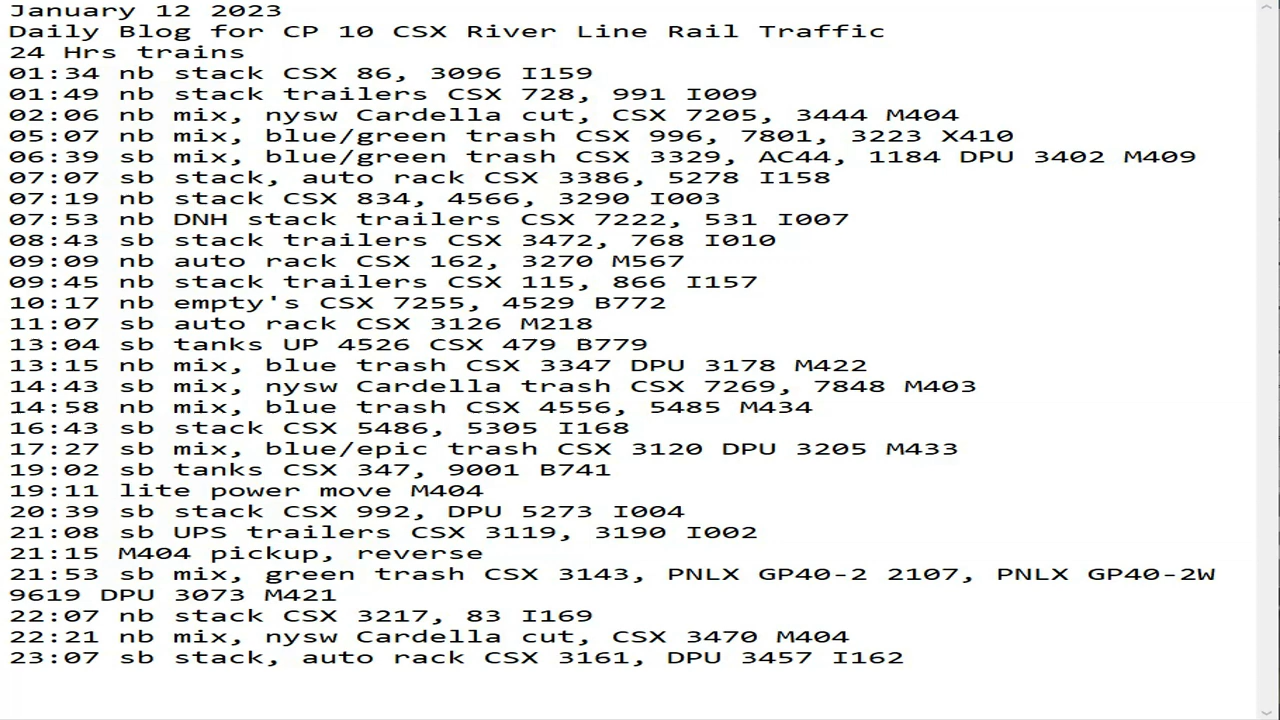 January 12 2023
Daily Blog for CP 10 CSX River Line Rail Traffic
24 Hrs trains
01:34 nb stack CSX 86, 3096 I159
01:49 nb stack trailers CSX 728, 991 I009
02:06 nb mix, nysw Cardella cut, CSX 7205, 3444 M404
05:07 nb mix, blue/green trash CSX 996, 7801, 3223 X410
06:39 sb mix, blue/green trash CSX 3329, AC44, 1184 DPU 3402 M409
07:07 sb stack, auto rack CSX 3386, 5278 I158
07:19 nb stack CSX 834, 4566, 3290 I003
07:53 nb DNH stack trailers CSX 7222, 531 I007
08:43 sb stack trailers CSX 3472, 768 I010
09:09 nb auto rack CSX 162, 3270 M567
09:45 nb stack trailers CSX 115, 866 I157
10:17 nb empty's CSX 7255, 4529 B772
11:07 sb auto rack CSX 3126 M218
13:04 sb tanks UP 4526 CSX 479 B779
13:15 nb mix, blue trash CSX 3347 DPU 3178 M422
14:43 sb mix, nysw Cardella trash CSX 7269, 7848 M403
14:58 nb mix, blue trash CSX 4556, 5485 M434
16:43 sb stack CSX 5486, 5305 I168
17:27 sb mix, blue/epic trash CSX 3120 DPU 3205 M433
19:02 sb tanks CSX 347, 9001 B741
19:11 lite power move M404
20:39 sb stack CSX 992, DPU 5273 I004
21:08 sb UPS trailers CSX 3119, 3190 I002
21:15 M404 pickup, reverse
21:53 sb mix, green trash CSX 3143, PNLX GP40-2 2107, PNLX GP40-2W
9619 DPU 3073 M421
22:07 nb stack CSX 3217, 83 I169
22:21 nb mix, nysw Cardella cut, CSX 3470 M404
23:07 sb stack, auto rack CSX 3161, DPU 3457 I162